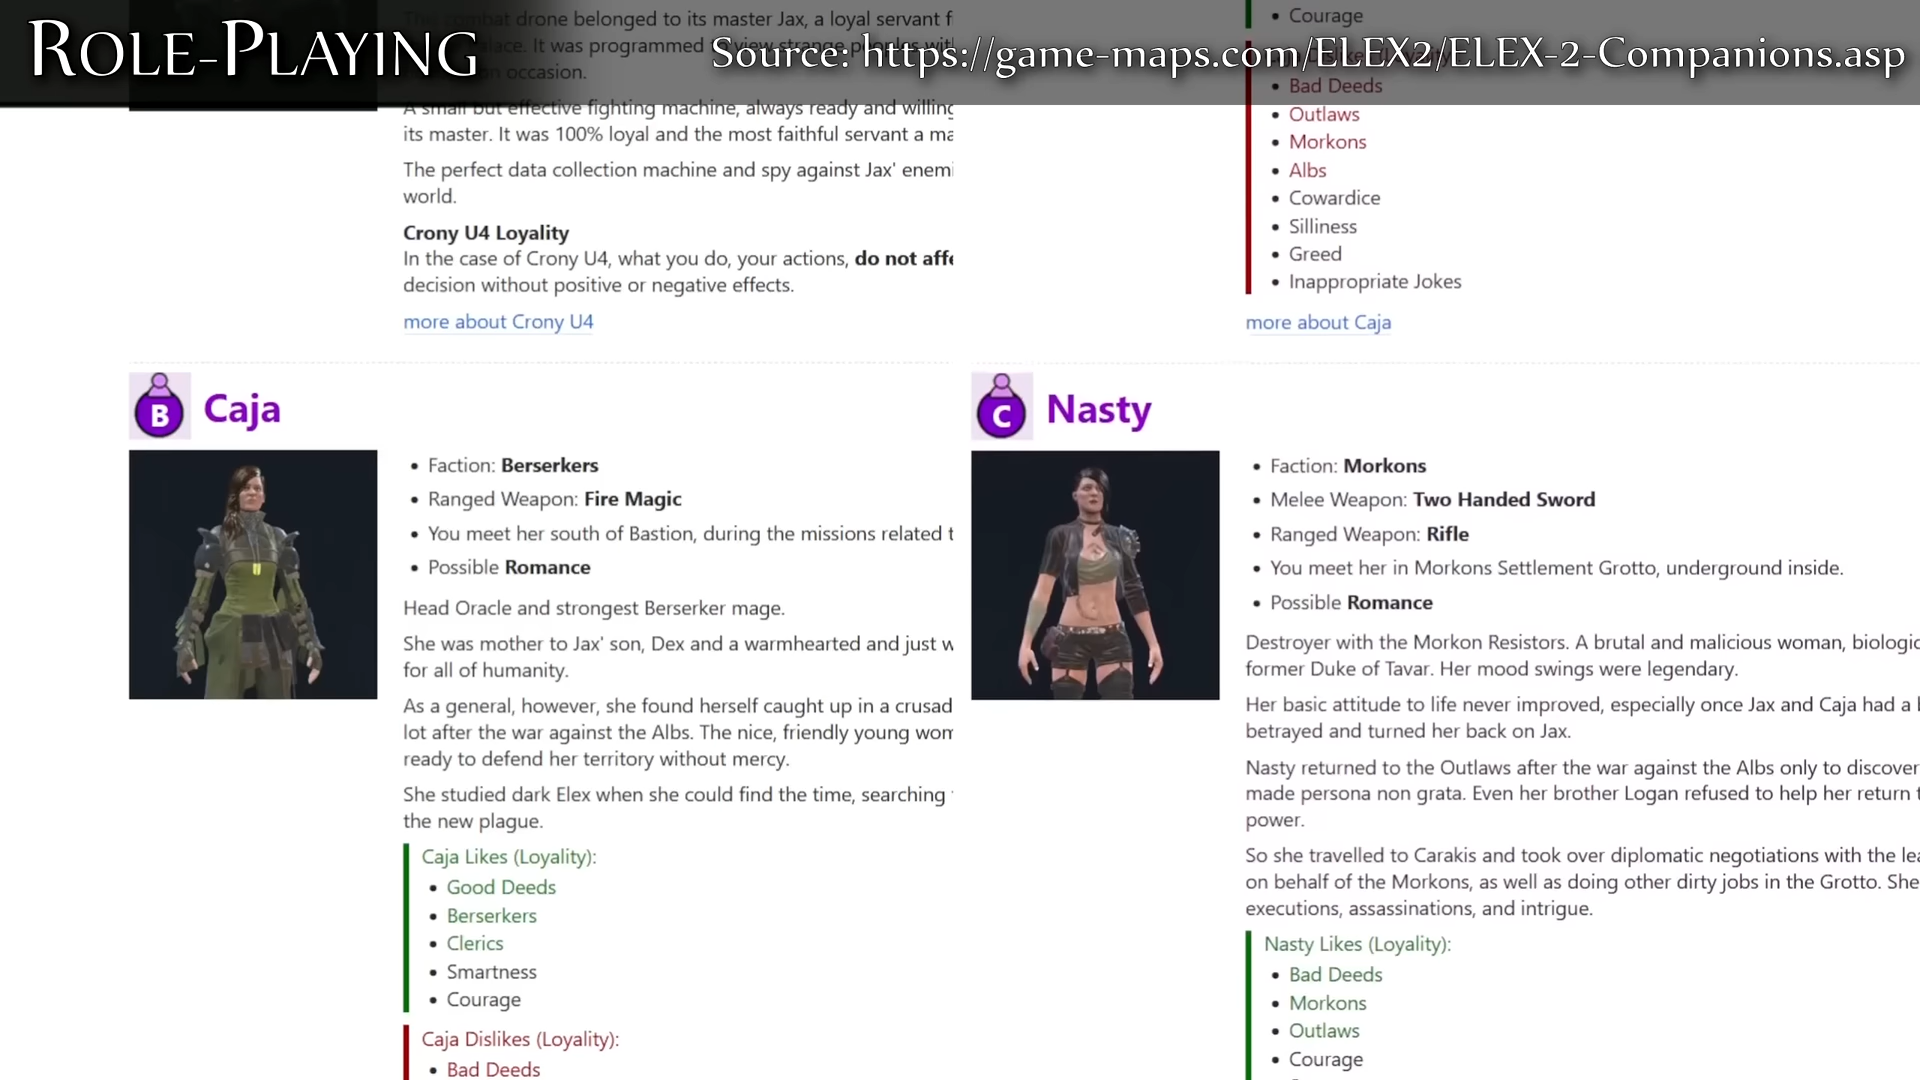 ROLE-PLAYING
Source: https://game-maps.com/ELEX2/ELEX-2-Companions.asp
combat drone belonged to its master Jax, a loyal servant f
It was programmed to view strange peoples wit
on occasion.
A small but effective fighting machine, always ready and willing
its master. It was 100% loyal and the most faithful servant a ma
The perfect data collection machine and spy against Jax' enemi
world.
Crony U4 Loyality
In the case of Crony U4, what you do, your actions, do not affe
decision without positive or negative effects.
more about Crony U4
B Caja
Faction: Berserkers
Ranged Weapon: Fire Magic
You meet her south of Bastion, during the missions related t
Possible Romance
Head Oracle and strongest Berserker mage.
She was mother to Jax' son, Dex and a warmhearted and just w
for all of humanity.
As a general, however, she found herself caught up in a crusad
lot after the war against the Albs. The nice, friendly young wom
ready to defend her territory without mercy.
She studied dark Elex when she could find the time, searching
the new plague.
Caja Likes (Loyality):
Good Deeds
Berserkers
Clerics
Smartness
Courage
Caja Dislikes (Loyality):
Bad Deeds
Courage
Bad Deeds
Outlaws
Morkons
Albs
Cowardice
Silliness
Greed
Inappropriate Jokes
more about Caja
C Nasty
Faction: Morkons
Melee Weapon: Two Handed Sword
Ranged Weapon: Rifle
You meet her in Morkons Settlement Grotto, underground inside.
Possible Romance
Destroyer with the Morkon Resistors. A brutal and malicious woman, biologic
former Duke of Tavar. Her mood swings were legendary.
Her basic attitude to life never improved, especially once Jax and Caja had a b
betrayed and turned her back on Jax.
Nasty returned to the Outlaws after the war against the Albs only to discover
made persona non grata. Even her brother Logan refused to help her return t
power.
So she travelled to Carakis and took over diplomatic negotiations with the lea
on behalf of the Morkons, as well as doing other dirty jobs in the Grotto. She
executions, assassinations, and intrigue.
Nasty Likes (Loyality):
Bad Deeds
Morkons
Outlaws
Courage